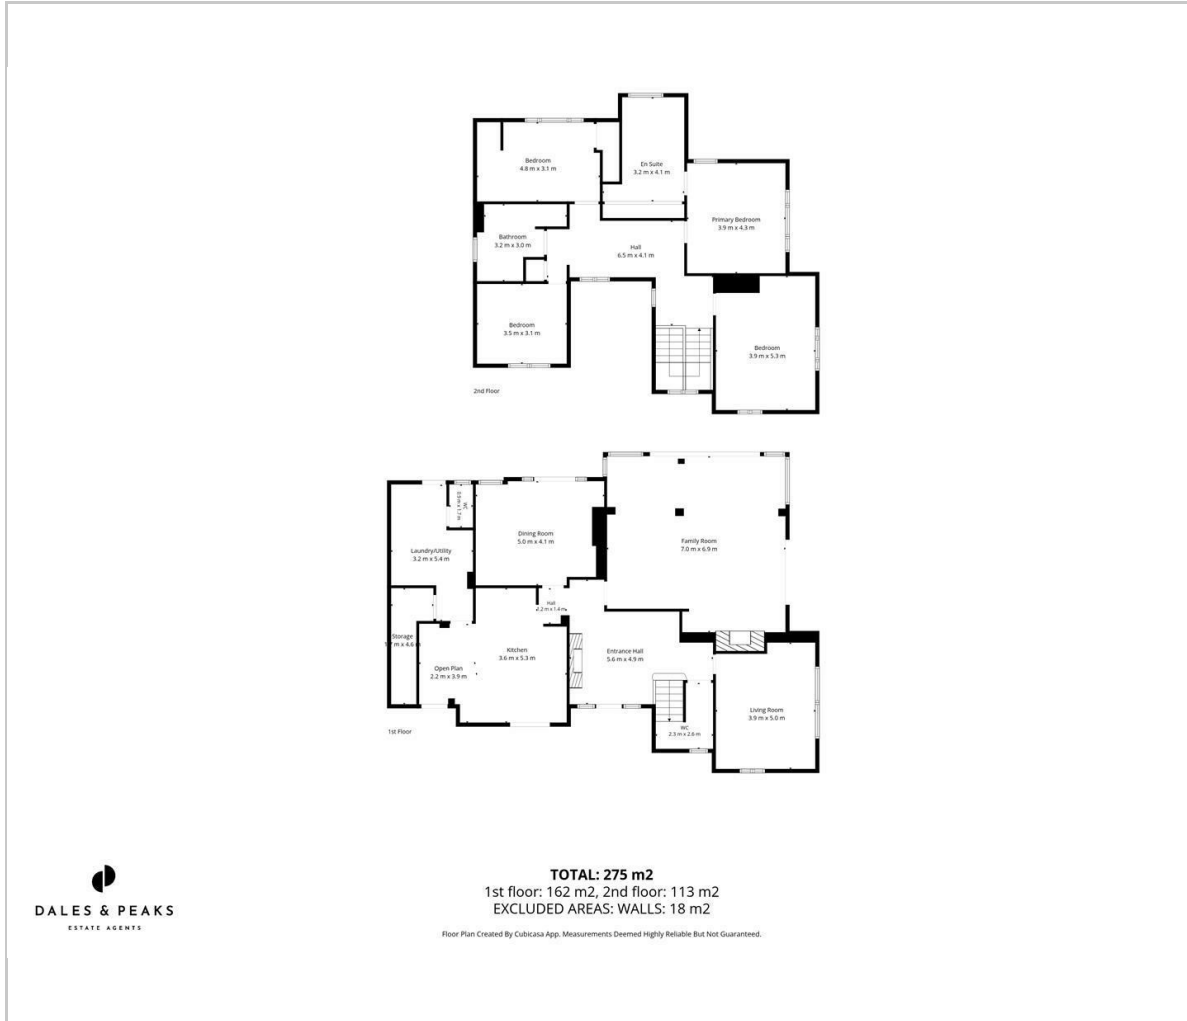 En Suite
3.2 m x 4.1 m
Bedroom
4.8 m x 3.1 m
Primary Bedroom
3.9 m x 4.3 m
Bathroom
3.2 m x 3.0 m
Hall
6.5 m x 4.1 m
Bedroom
3.5 m x 3.1 m
Bedroom
3.9 m x 5.3 m
2nd Floor
WC
Dining Room
5.0 m x 4.1 m
Family Room
7.0 m x 6.9 m
Laundry/Utility
3.2 m x 5.4 m
Hall
m x 1.4 m
Storage
m x 4.6 m
Kitchen
3.6 m x 5.3 m
Entrance Hall
5.6 m x 4.9 m
Open Plan
2.2 m x 3.9 m
Living Room
3.9 m x 5.0 m
WC
2.3 m x 2.6 m
1st Floor
TOTAL: 275 m2
1st floor: 162 m2, 2nd floor: 113 m2
EXCLUDED AREAS: WALLS: 18 m2
Floor Plan Created By Cubicasa App. Measurements Deemed Highly Reliable But Not Guaranteed.
DALES & PEAKS
ESTATE AGENTS